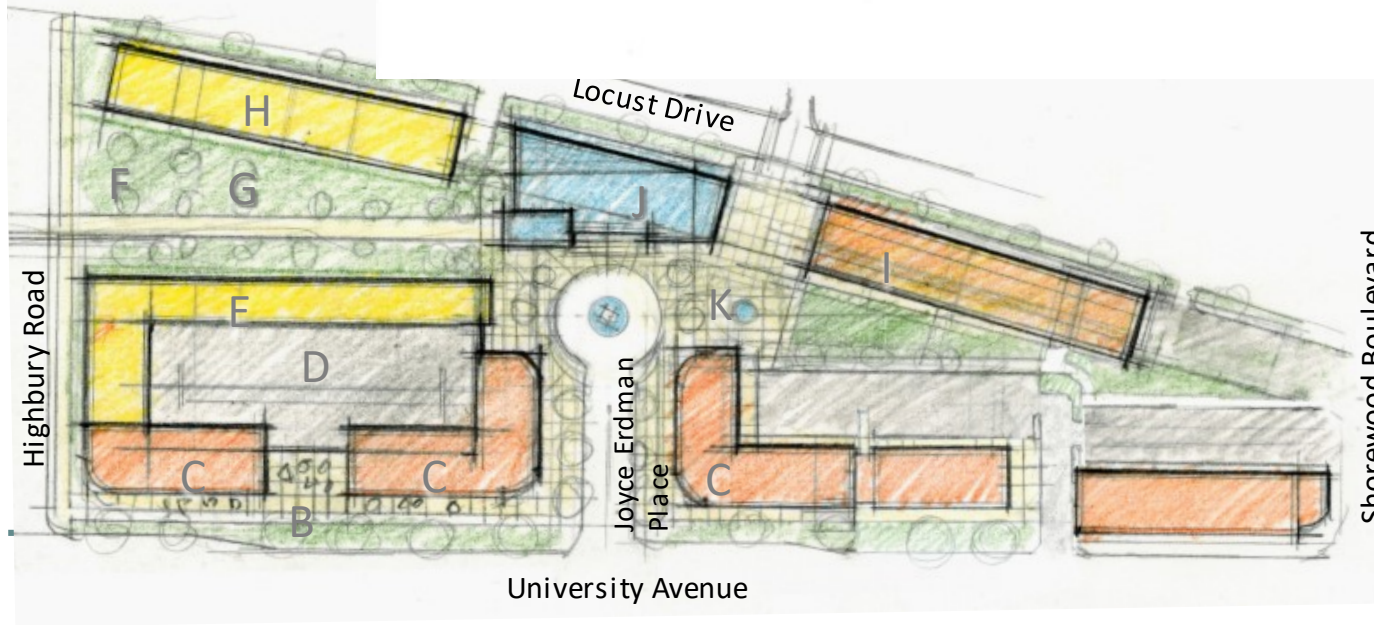 Locust Drive
H
F
G
J
I
K
E
D
C
C
C
B
Highbury Road
Joyce Erdman
Place
Shorewood Boulevard
University Avenue